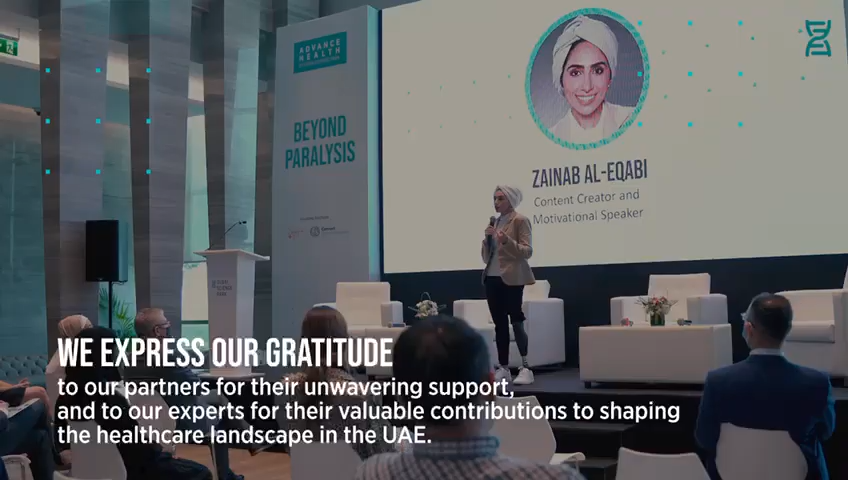 ADVANCE
HEALTH
BEYOND
PARALYSIS
ZAINAB AL-EQABI
Content Creator and
Motivational Speaker
WE EXPRESS OUR GRATITUDE
to our partners for their unwavering support,
and to our experts for their valuable contributions to shaping
the healthcare landscape in the UAE.